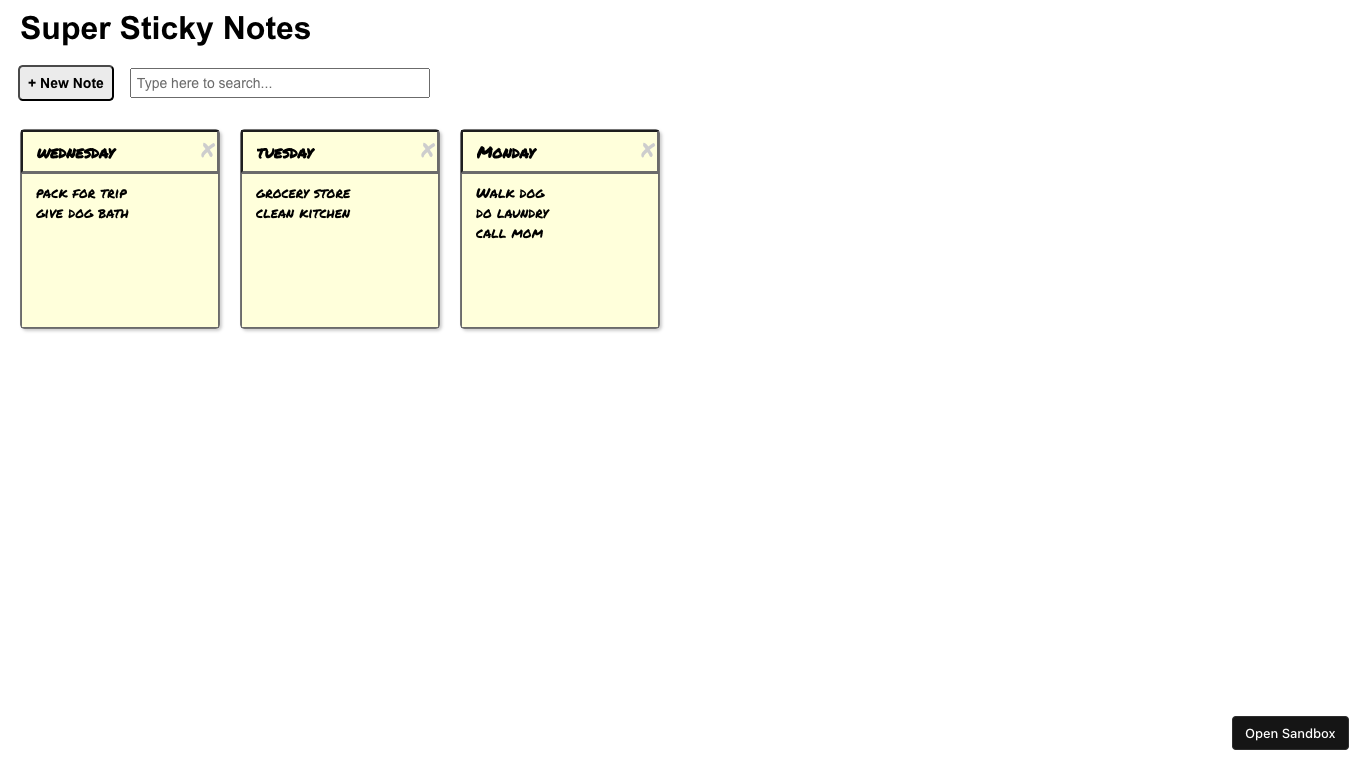 Super Sticky Notes
+ New Note
Type here to search...
wednesday
pack for trip
give dog bath
tuesday
grocery store
clean kitchen
Monday
Walk dog
do laundry
call mom
Open Sandbox